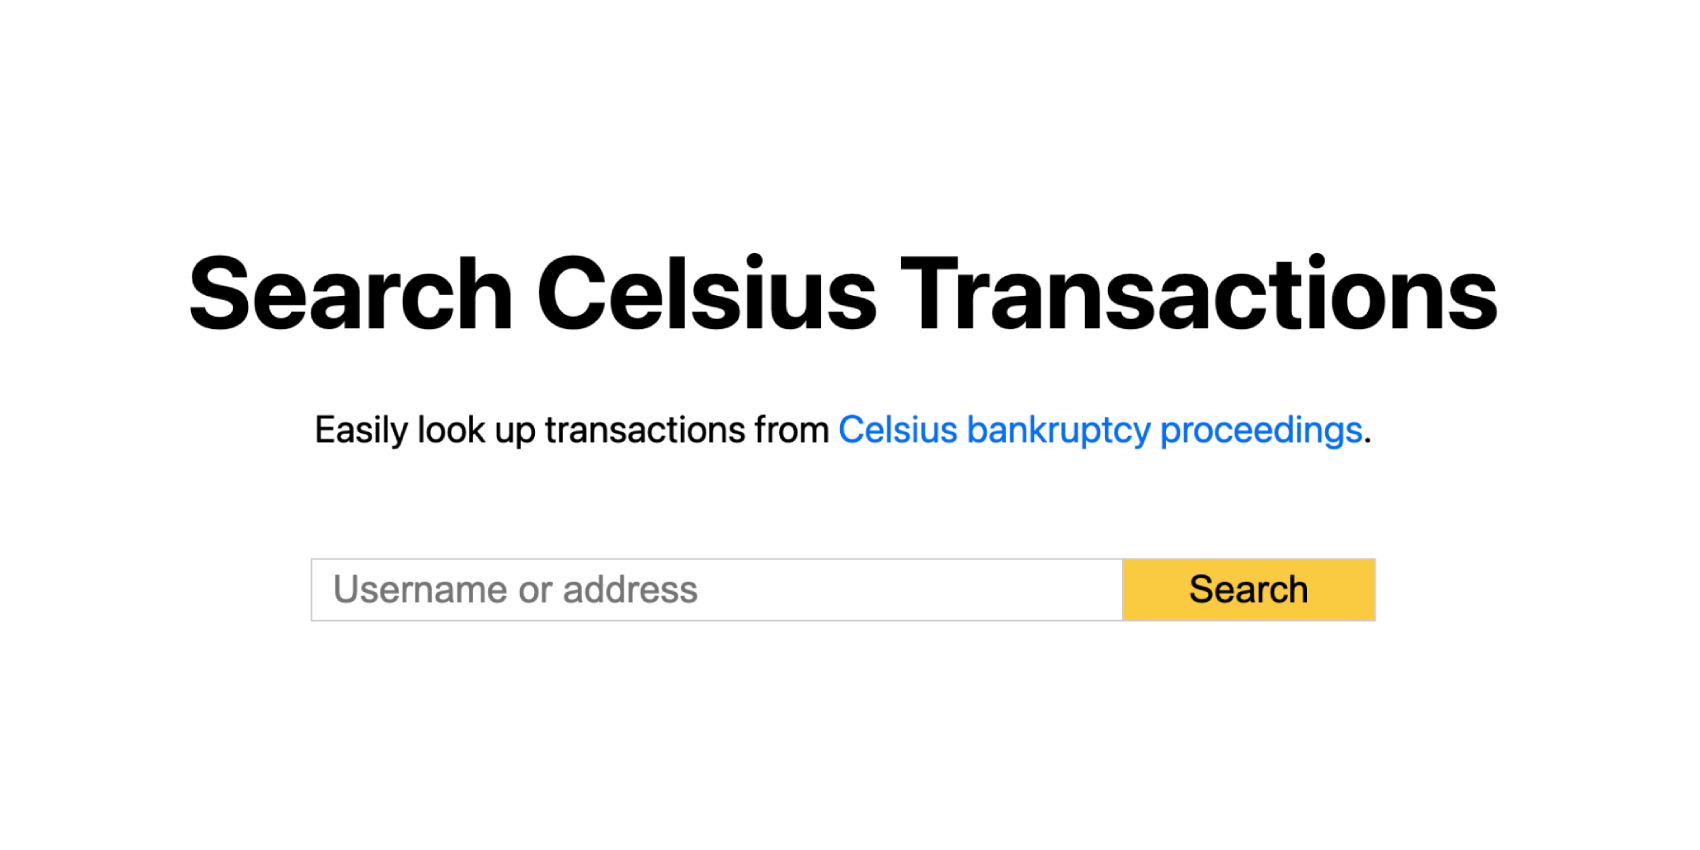 Search Celsius Transactions
Easily look up transactions from Celsius bankruptcy proceedings.
Username or address
Search